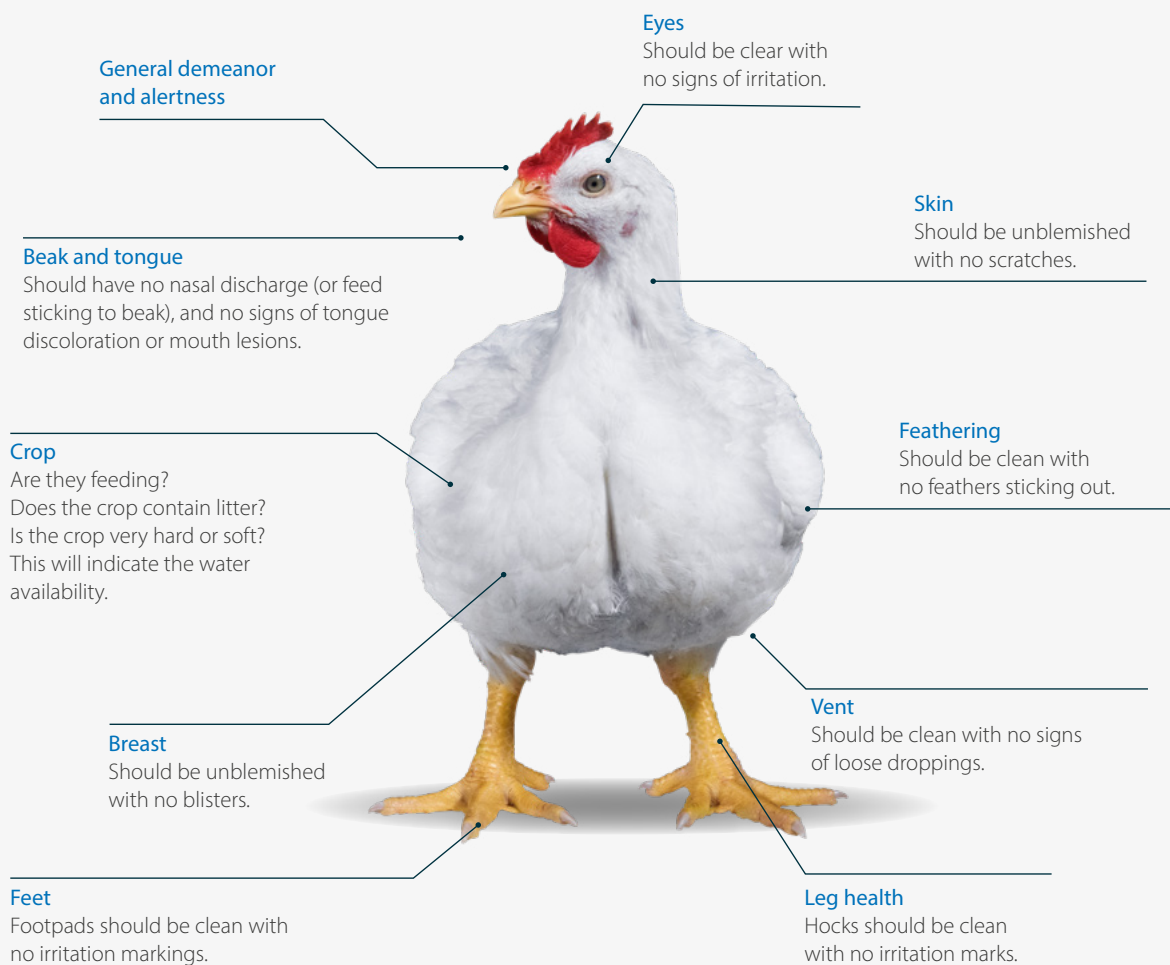 Eyes
Should be clear with
no signs of irritation.
General demeanor
and alertness
Skin
Should be unblemished
with no scratches.
Beak and tongue
Should have no nasal discharge (or feed
sticking to beak), and no signs of tongue
discoloration or mouth lesions.
Feathering
Should be clean with
no feathers sticking out.
Crop
Are they feeding?
Does the crop contain litter?
Is the crop very hard or soft?
This will indicate the water
availability.
Vent
Should be clean with no signs
of loose droppings.
Breast
Should be unblemished
with no blisters.
Feet
Footpads should be clean with
no irritation markings.
Leg health
Hocks should be clean
with no irritation marks.